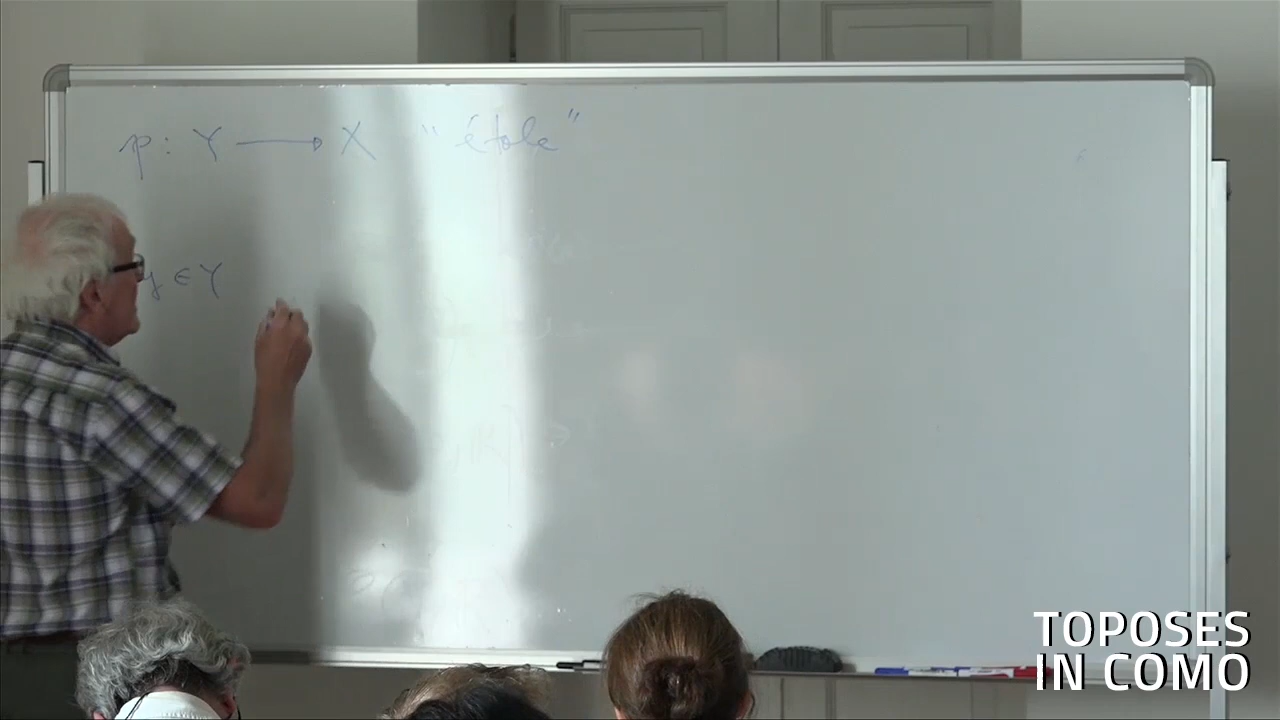 p : Y ⟶ X "étale"
y ∈ Y
TOPOSES
IN COMO